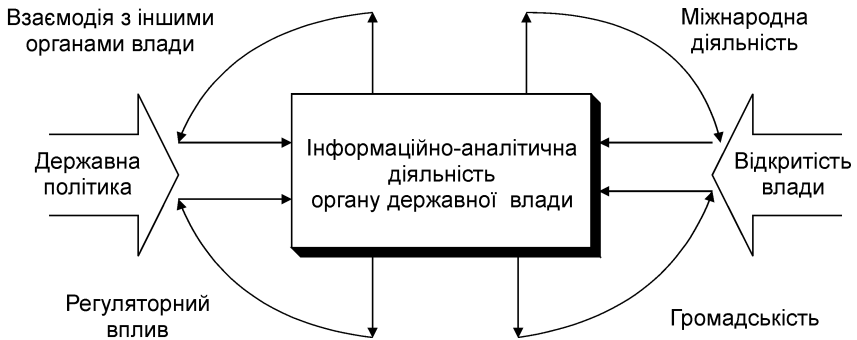 Взаємодія з іншими
органами влади
Міжнародна
діяльність
Інформаційно-аналітична
діяльність
органу державної влади
Державна
політика
Відкритість
влади
Регуляторний
вплив
Громадськість